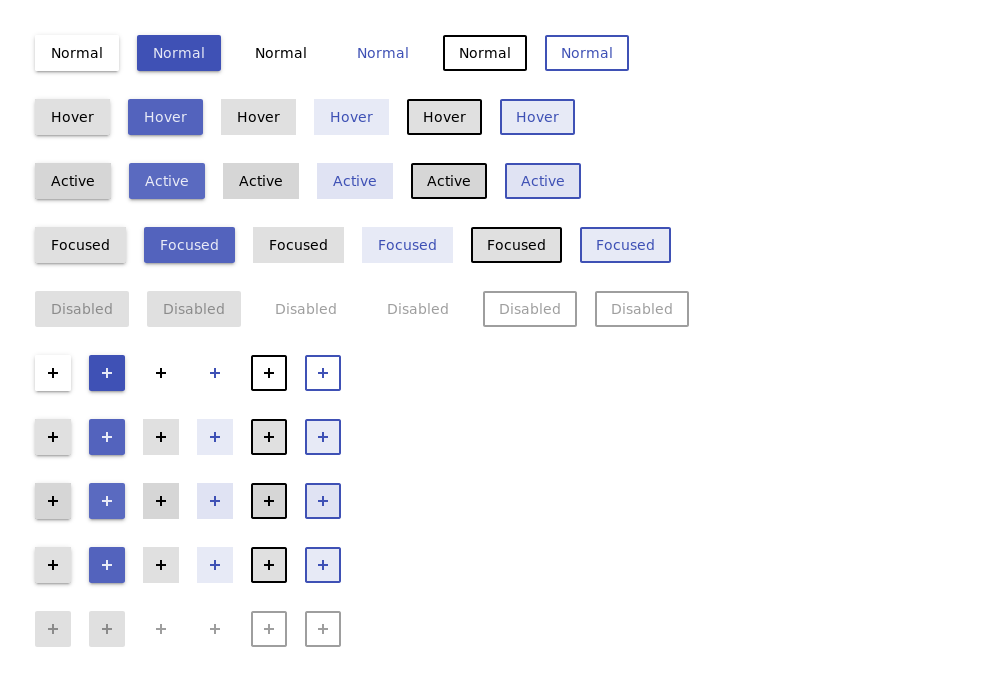 Normal Normal Normal Normal Normal Normal
Hover Hover Hover Hover Hover Hover
Active Active Active Active Active Active
Focused Focused Focused Focused Focused Focused
Disabled Disabled Disabled Disabled Disabled Disabled
+ + + + + +
+ + + + + +
+ + + + + +
+ + + + + +
+ + + + + +